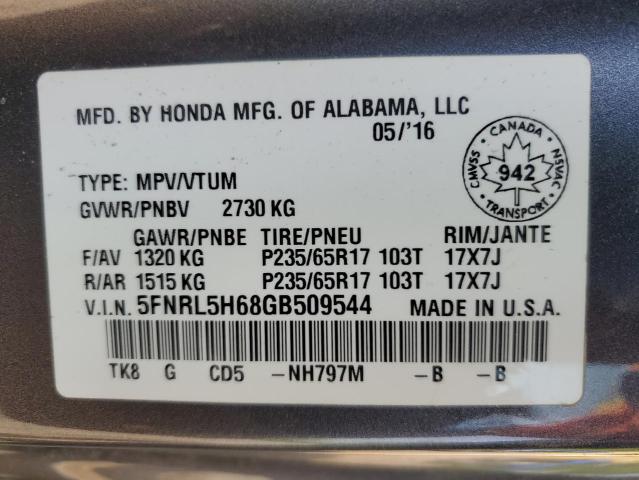 MFD. BY HONDA MFG. OF ALABAMA, LLC
05/'16
CANADA
CMVSS 942 NSVAC
TRANSPORT
TYPE: MPV/VTUM
GVWR/PNBV 2730 KG
GAWR/PNBE TIRE/PNEU RIM/JANTE
F/AV 1320 KG P235/65R17 103T 17X7J
R/AR 1515 KG P235/65R17 103T 17X7J
V.I.N. 5FNRL5H68GB509544 MADE IN U.S.A.
TK8 G CD5 -NH797M -B -B